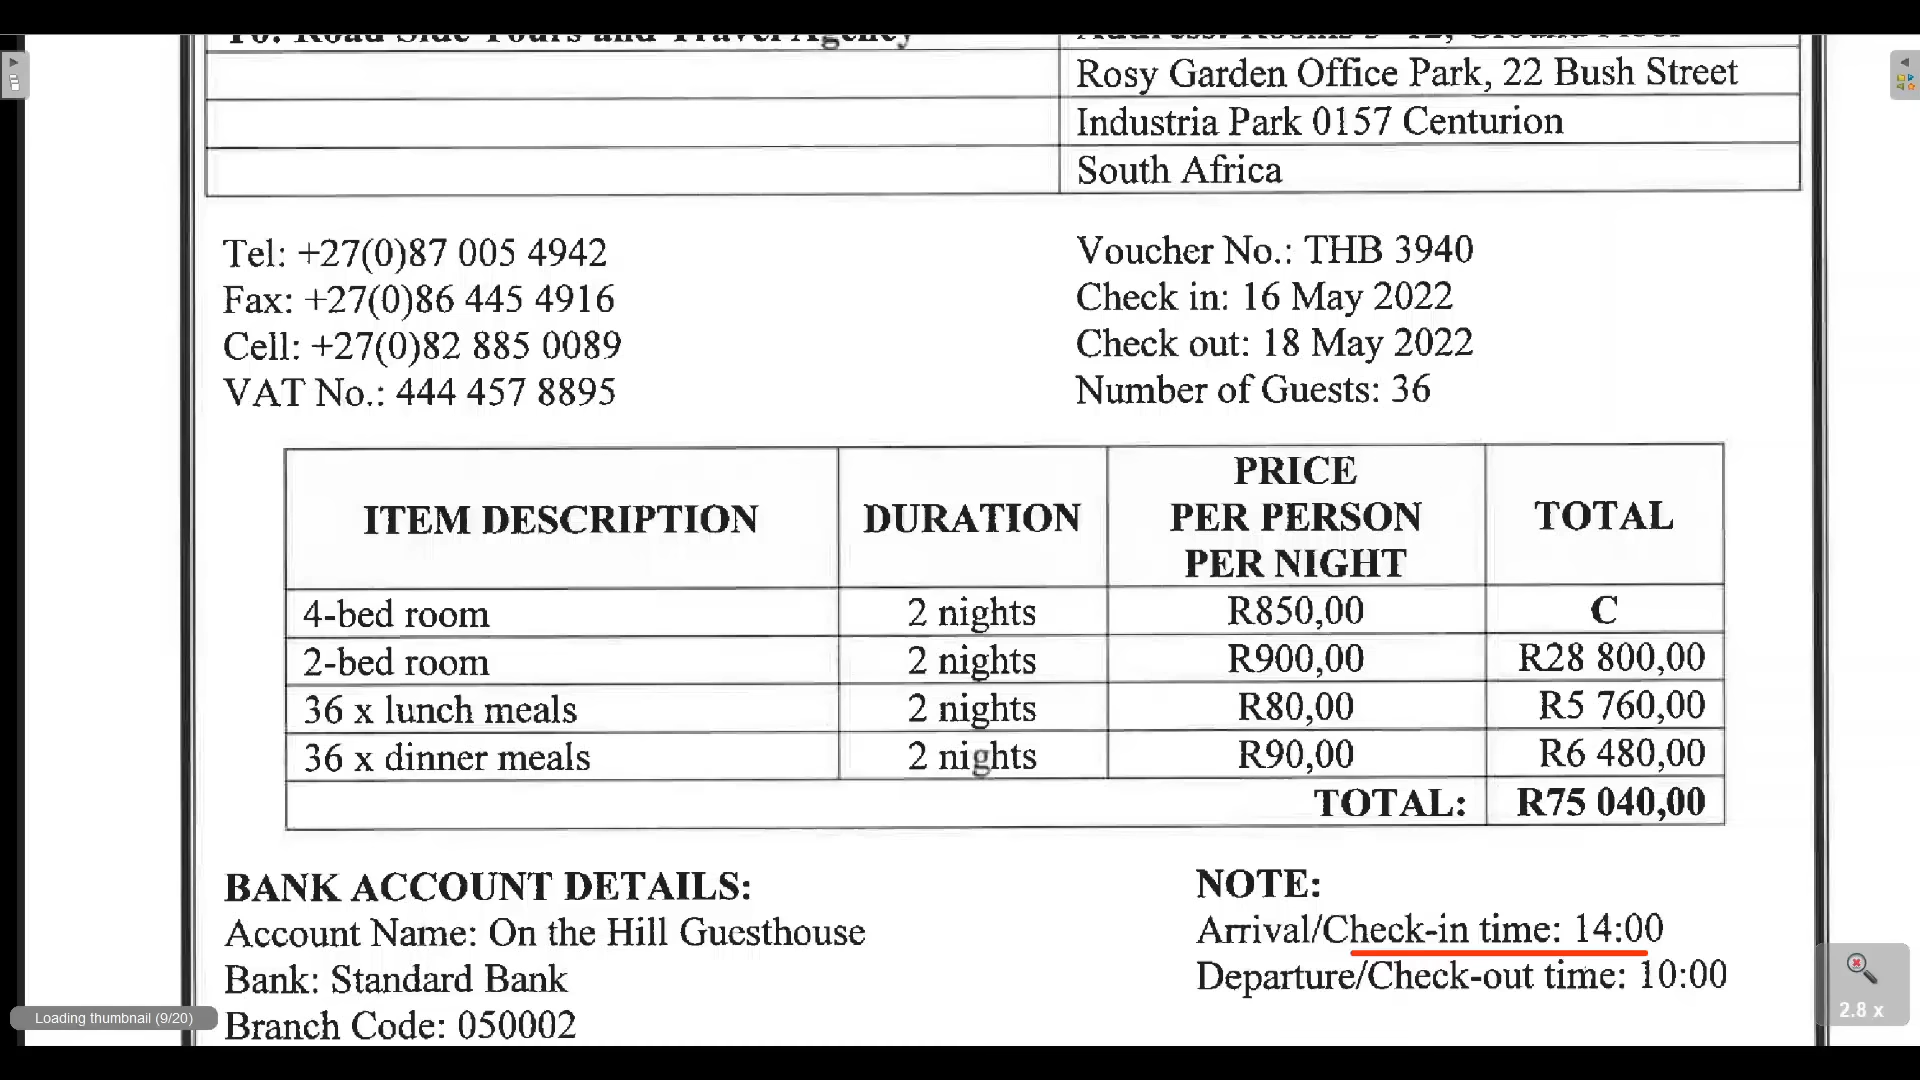 To: Road Side Tours and Travel Agency
Rosy Garden Office Park, 22 Bush Street
Industria Park 0157 Centurion
South Africa
Tel: +27(0)87 005 4942
Fax: +27(0)86 445 4916
Cell: +27(0)82 885 0089
VAT No.: 444 457 8895
Voucher No.: THB 3940
Check in: 16 May 2022
Check out: 18 May 2022
Number of Guests: 36
ITEM DESCRIPTION DURATION PRICE PER PERSON PER NIGHT TOTAL
4-bed room 2 nights R850,00 C
2-bed room 2 nights R900,00 R28 800,00
36 x lunch meals 2 nights R80,00 R5 760,00
36 x dinner meals 2 nights R90,00 R6 480,00
TOTAL: R75 040,00
BANK ACCOUNT DETAILS:
Account Name: On the Hill Guesthouse
Bank: Standard Bank
Branch Code: 050002
NOTE:
Arrival/Check-in time: 14:00
Departure/Check-out time: 10:00
Loading thumbnail (9/20)
2.8 x